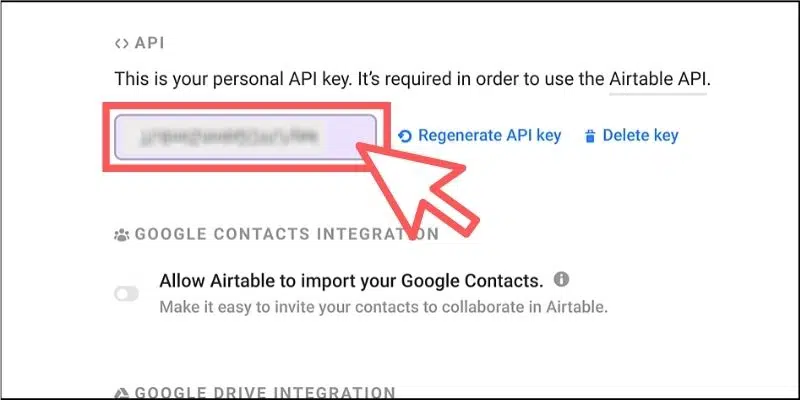 API
This is your personal API key. It's required in order to use the Airtable API.
Regenerate API key
Delete key
GOOGLE CONTACTS INTEGRATION
Allow Airtable to import your Google Contacts.
Make it easy to invite your contacts to collaborate in Airtable.
GOOGLE DRIVE INTEGRATION